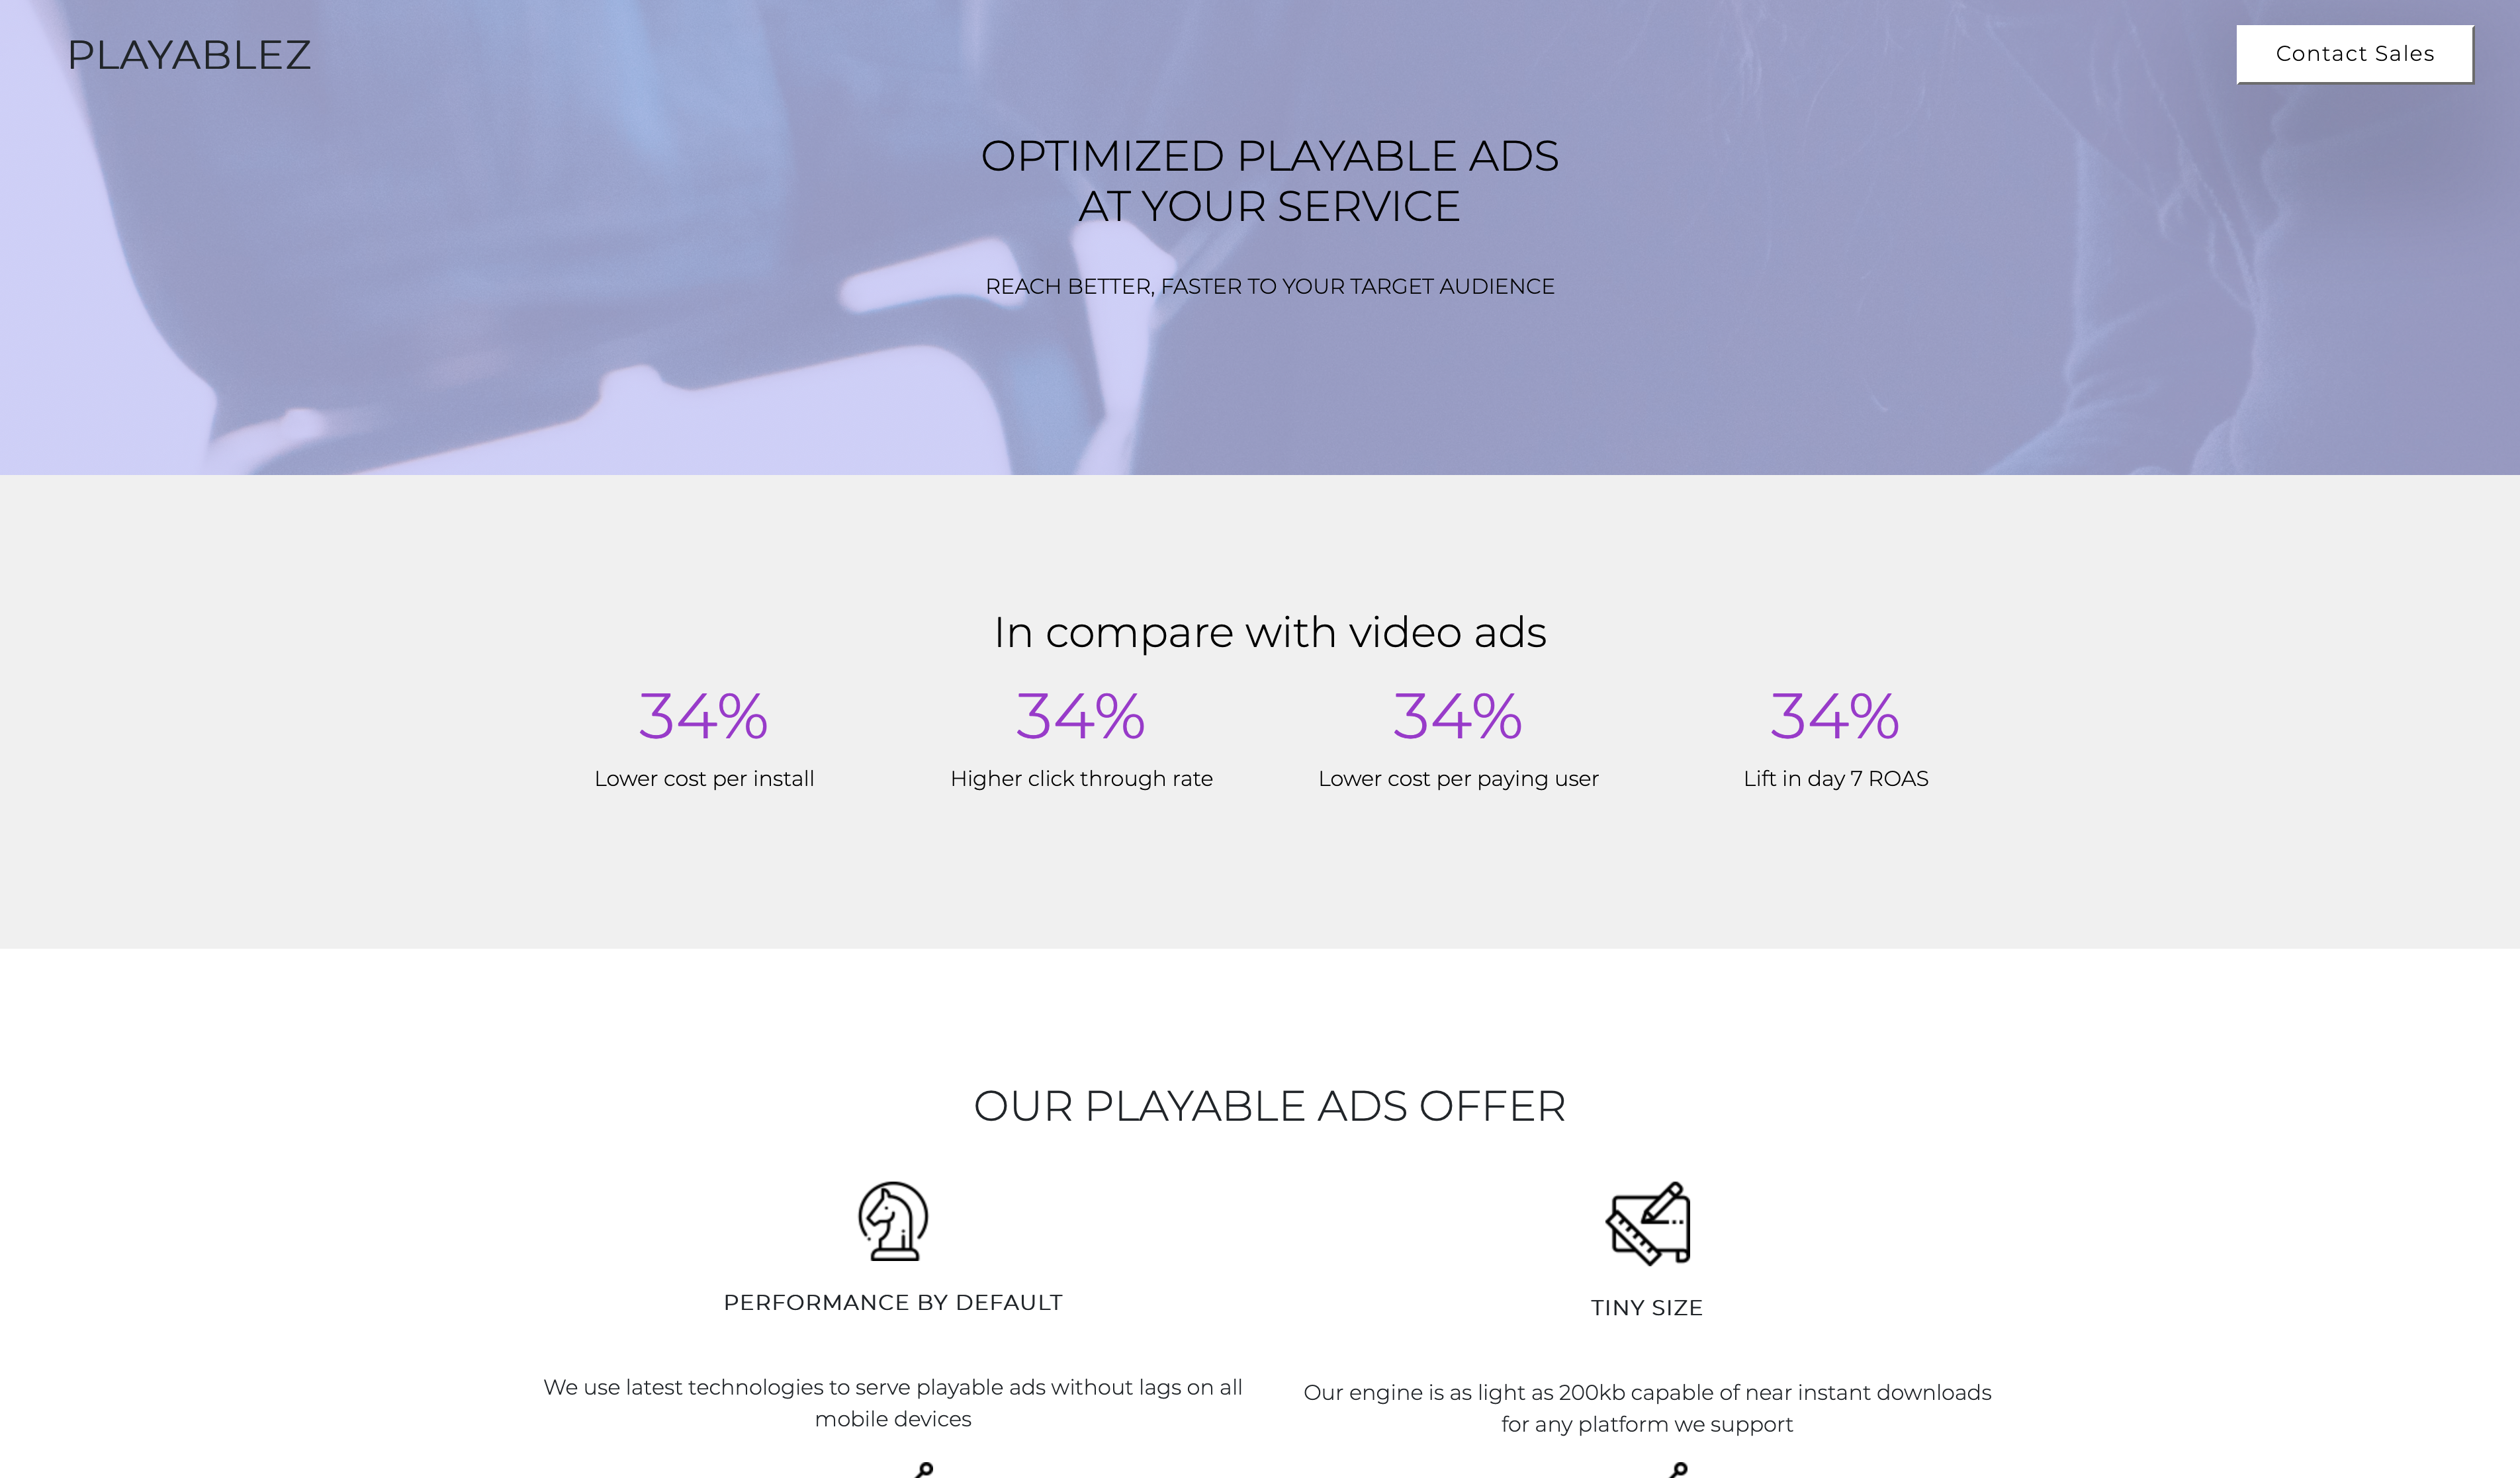 PLAYABLEZ
Contact Sales
OPTIMIZED PLAYABLE ADS
AT YOUR SERVICE
REACH BETTER, FASTER TO YOUR TARGET AUDIENCE
In compare with video ads
34%
Lower cost per install
34%
Higher click through rate
34%
Lower cost per paying user
34%
Lift in day 7 ROAS
OUR PLAYABLE ADS OFFER
PERFORMANCE BY DEFAULT
We use latest technologies to serve playable ads without lags on all
mobile devices
TINY SIZE
Our engine is as light as 200kb capable of near instant downloads
for any platform we support